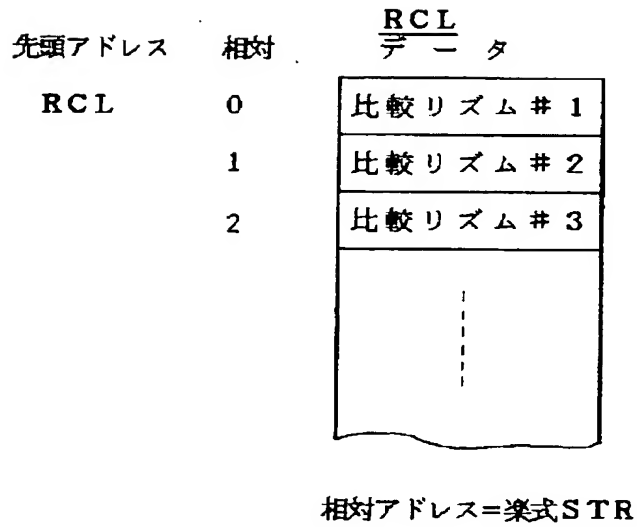 RCL
先頭アドレス 相対 データ
RCL 0 比較リズム#1
1 比較リズム#2
2 比較リズム#3
相対アドレス=楽式STR